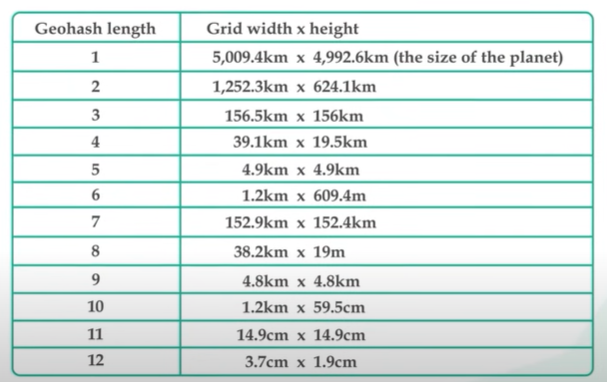 Geohash length Grid width x height
1 5,009.4km x 4,992.6km (the size of the planet)
2 1,252.3km x 624.1km
3 156.5km x 156km
4 39.1km x 19.5km
5 4.9km x 4.9km
6 1.2km x 609.4m
7 152.9km x 152.4km
8 38.2km x 19m
9 4.8km x 4.8km
10 1.2km x 59.5cm
11 14.9cm x 14.9cm
12 3.7cm x 1.9cm